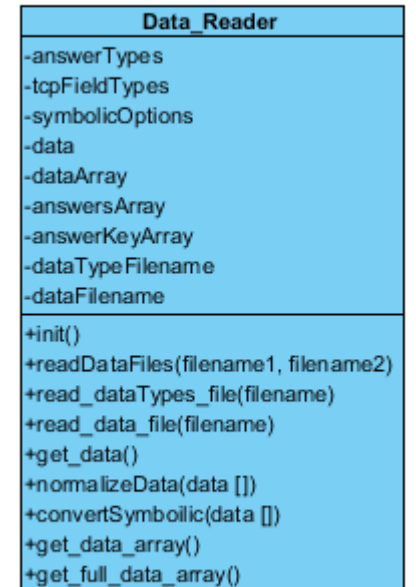 Data_Reader
-answerTypes
-tcpFieldTypes
-symbolicOptions
-data
-dataArray
-answersArray
-answerKeyArray
-dataTypeFilename
-dataFilename
+init()
+readDataFiles(filename1, filename2)
+read_dataTypes_file(filename)
+read_data_file(filename)
+get_data()
+normalizeData(data [])
+convertSymboilic(data [])
+get_data_array()
+get_full_data_array()